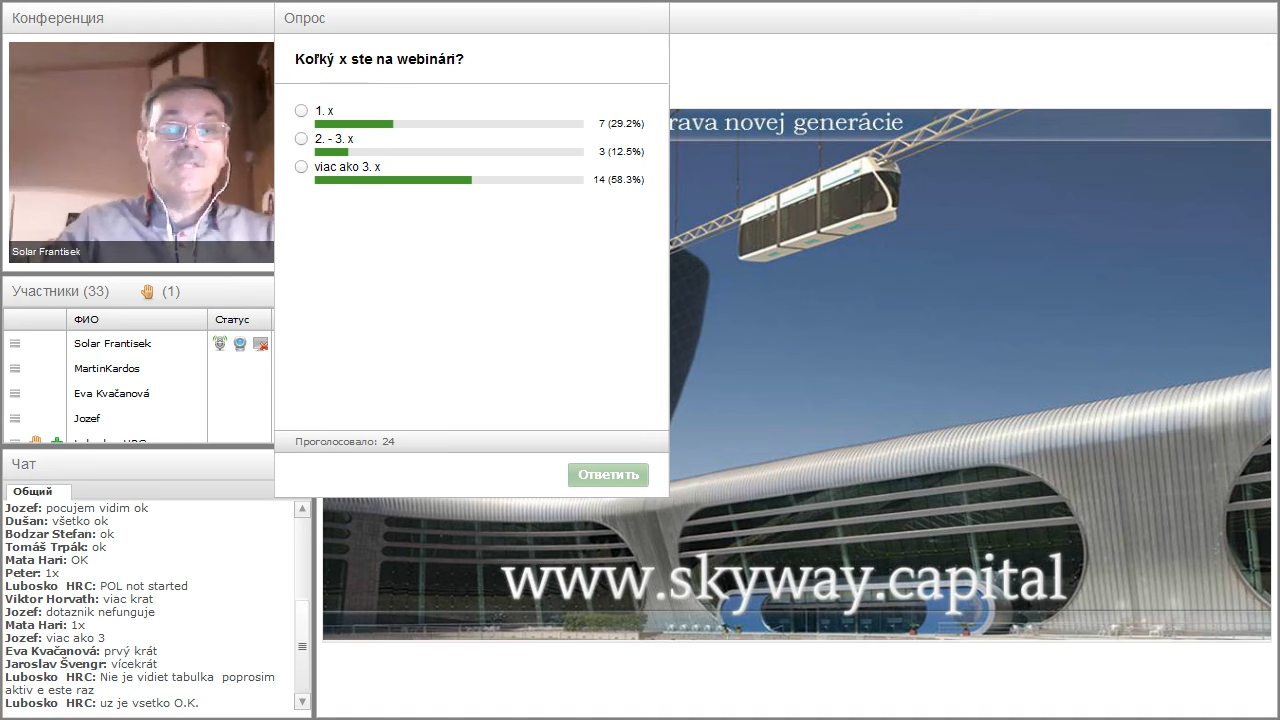 Конференция
Solar Frantisek
Участники (33) (1)
ФИО Статус
Solar Frantisek
MartinKardos
Eva Kvačanová
Jozef
Чат
Общий
Jozef: pocujem vidim ok
Dušan: všetko ok
Bodzar Stefan: ok
Tomáš Trpák: ok
Mata Hari: OK
Peter: 1x
Lubosko HRC: POL not started
Viktor Horvath: viac krat
Jozef: dotaznik nefunguje
Mata Hari: 1x
Jozef: viac ako 3
Eva Kvačanová: prvý krát
Jaroslav Švengr: vícekrát
Lubosko HRC: Nie je vidiet tabulka poprosim
aktiv e este raz
Lubosko HRC: uz je vsetko O.K.
Опрос
Koľký x ste na webinári?
1. x
7 (29.2%)
2. - 3. x
3 (12.5%)
viac ako 3. x
14 (58.3%)
Проголосовало: 24
Ответить
rava novej generácie
www.skyway.capital